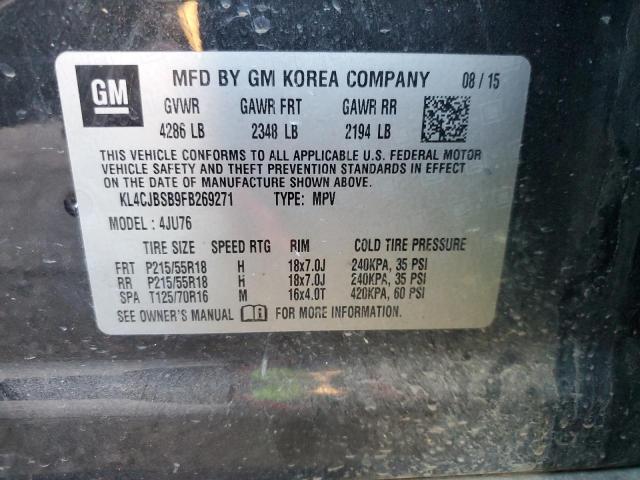 GM MFD BY GM KOREA COMPANY 08 / 15
GVWR GAWR FRT GAWR RR
4286 LB 2348 LB 2194 LB
THIS VEHICLE CONFORMS TO ALL APPLICABLE U.S. FEDERAL MOTOR
VEHICLE SAFETY AND THEFT PREVENTION STANDARDS IN EFFECT
ON THE DATE OF MANUFACTURE SHOWN ABOVE.
KL4CJBSB9FB269271 TYPE: MPV
MODEL : 4JU76
TIRE SIZE SPEED RTG RIM COLD TIRE PRESSURE
FRT P215/55R18 H 18x7.0J 240KPA, 35 PSI
RR P215/55R18 H 18x7.0J 240KPA, 35 PSI
SPA T125/70R16 M 16x4.0T 420KPA, 60 PSI
SEE OWNER'S MANUAL FOR MORE INFORMATION.